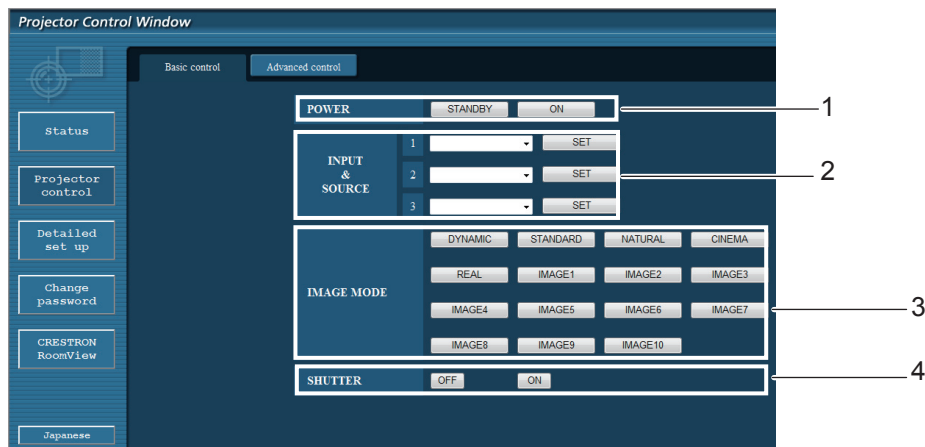 Projector Control Window
Basic control
Advanced control
POWER
STANDBY
ON
1
Status
INPUT
&
SOURCE
1
SET
2
SET
3
SET
2
Projector
control
Detailed
set up
Change
password
CRESTRON
RoomView
IMAGE MODE
DYNAMIC
STANDARD
NATURAL
CINEMA
REAL
IMAGE1
IMAGE2
IMAGE3
IMAGE4
IMAGE5
IMAGE6
IMAGE7
IMAGE8
IMAGE9
IMAGE10
3
SHUTTER
OFF
ON
4
Japanese